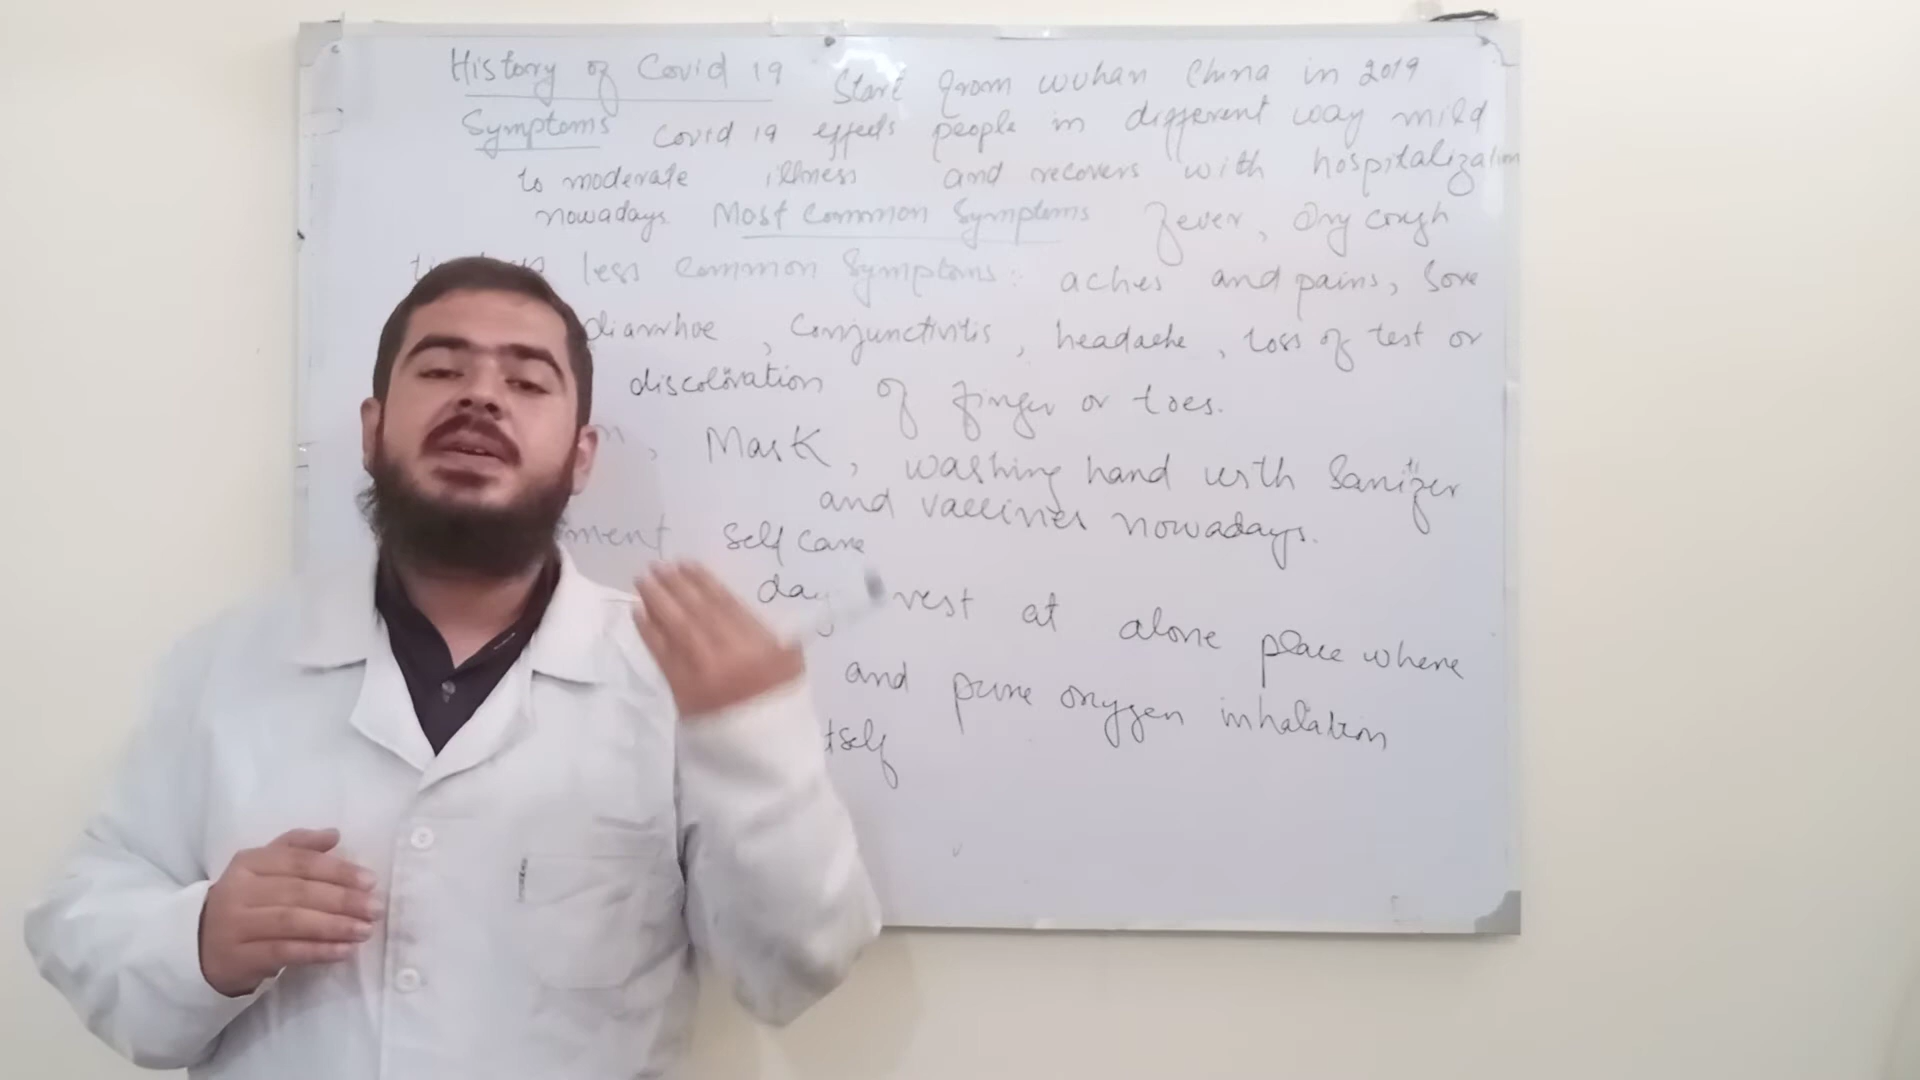 History of Covid 19 Start from wuhan China in 2019
Symptoms Covid 19 effects people in different way mild
to moderate illness and recovers with hospitalization
nowadays. Most common Symptoms Fever, Dry cough
less common Symptoms: aches and pains, Sore
diarrhoe, Conjunctivitis, headache, loss of test or
discoloration of finger or toes.
, Mask, washing hand with Sanitizer
and vaccines nowadays.
ment Self care
day rest at alone place where
and pure oxygen inhalation
tself